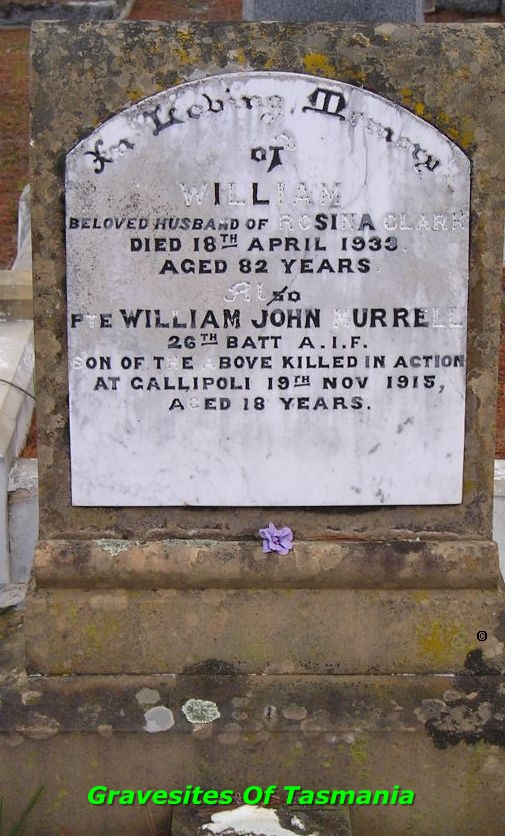 In Loving Memory
OF
WILLIAM
BELOVED HUSBAND OF ROSINA CLARK
DIED 18TH APRIL 1933.
AGED 82 YEARS
Also
PTE WILLIAM JOHN MURRELL
26TH BATT A.I.F.
SON OF THE ABOVE KILLED IN ACTION
AT GALLIPOLI 19TH NOV 1915,
AGED 18 YEARS.
©
Gravesites Of Tasmania